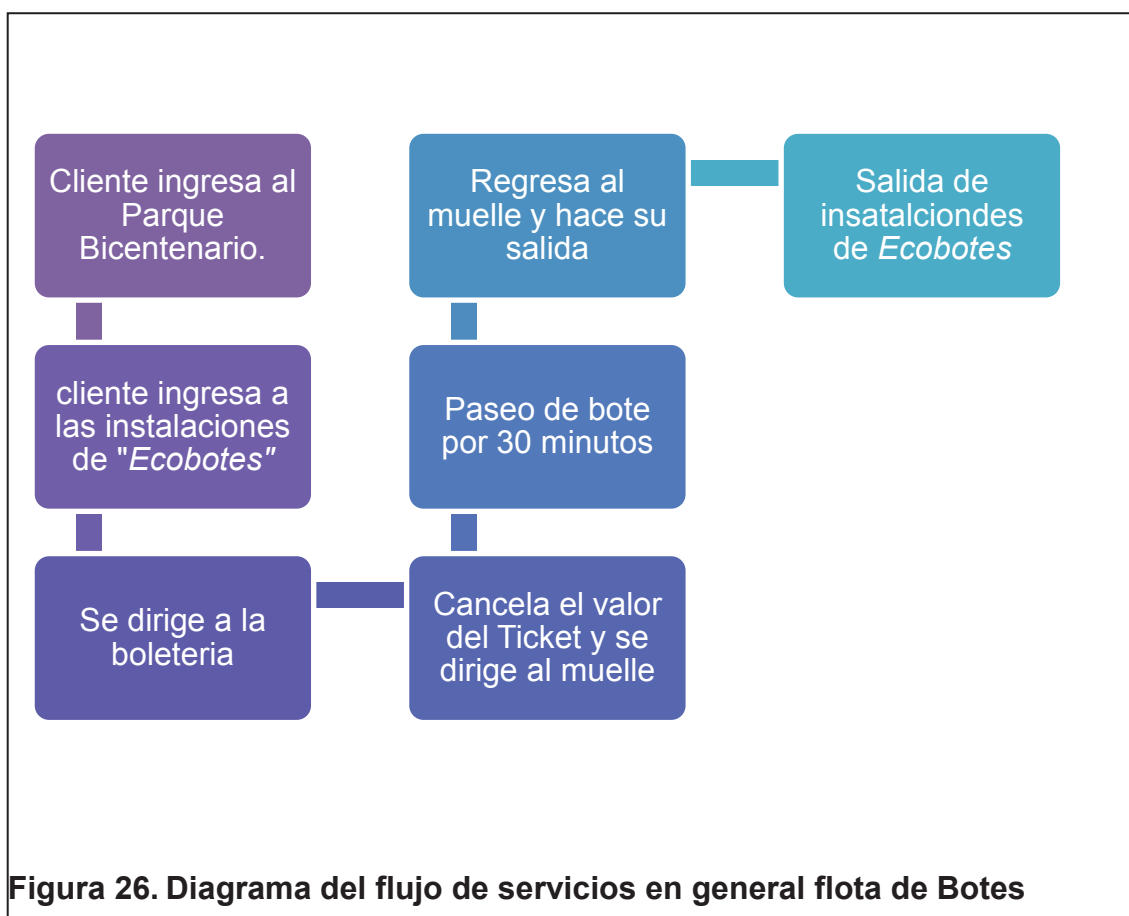 Cliente ingresa al
Parque
Bicentenario.
cliente ingresa a
las instalaciones
de "Ecobotes"
Se dirige a la
boleteria
Cancela el valor
del Ticket y se
dirige al muelle
Paseo de bote
por 30 minutos
Regresa al
muelle y hace su
salida
Salida de
insatalciondes
de Ecobotes
Figura 26. Diagrama del flujo de servicios en general flota de Botes